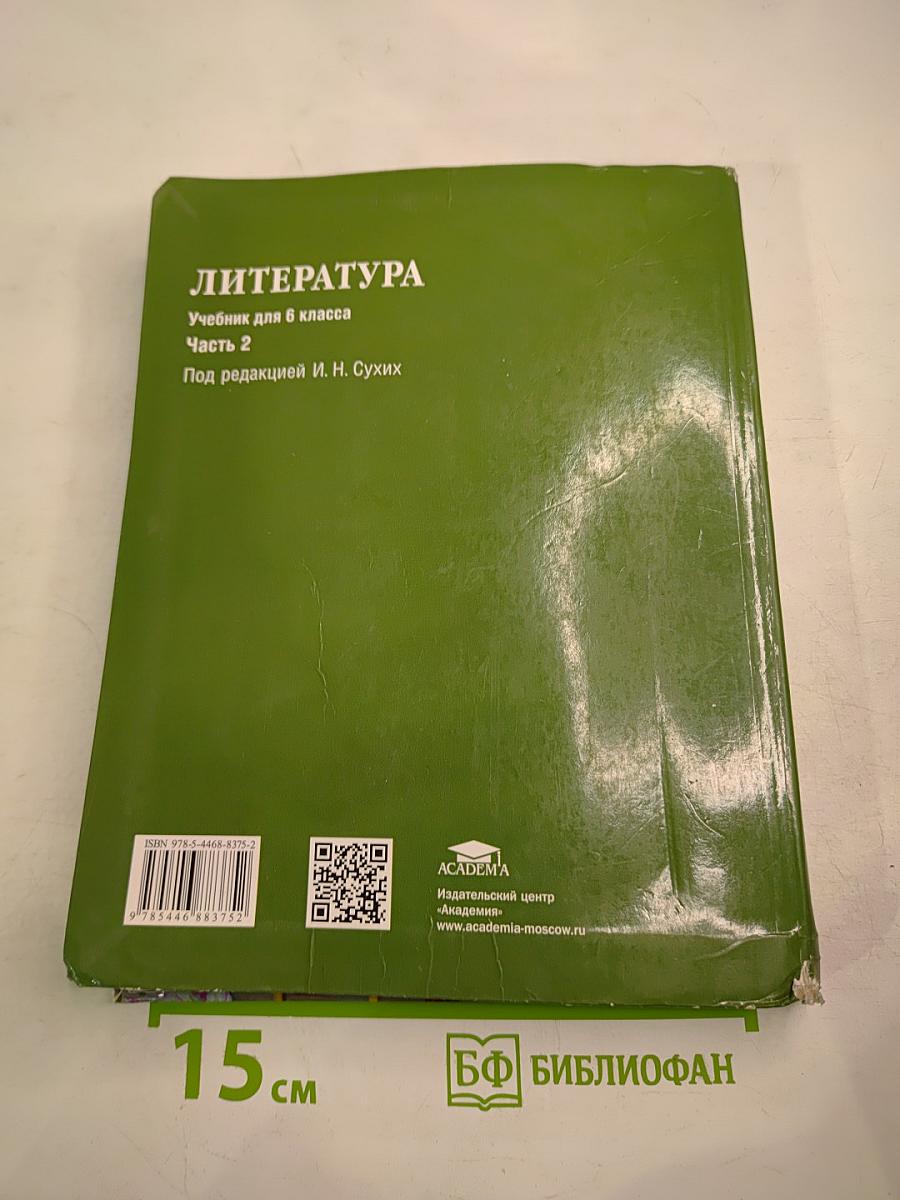 ЛИТЕРАТУРА
Учебник для 6 класса
Часть 2
Под редакцией И. Н. Сухих
ISBN 978-5-4468-8375-2
9 785446 883752
ACADEMA
Издательский центр
«Академия»
www.academia-moscow.ru
15 см
БФ БИБЛИОФАН